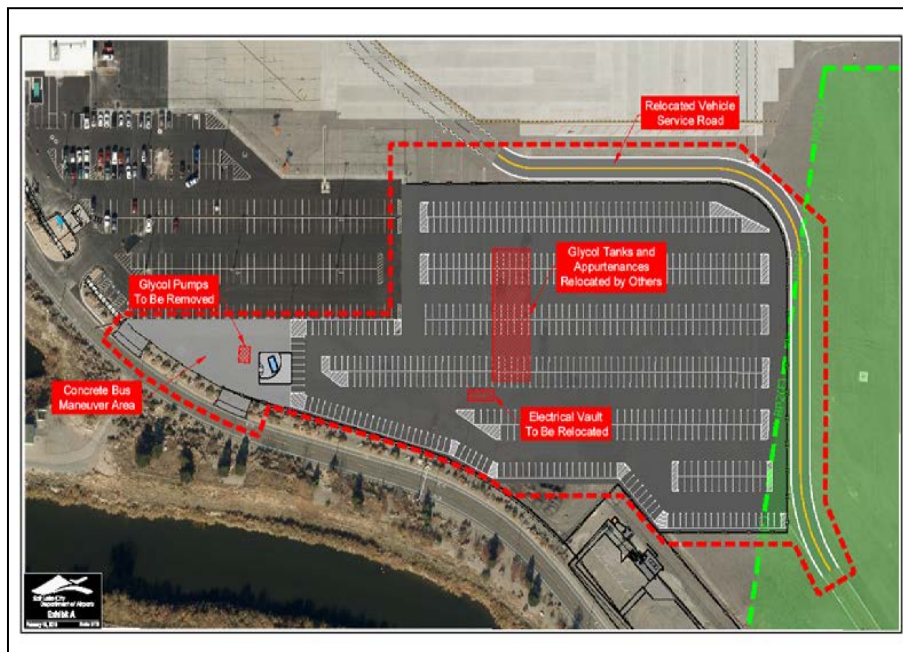 Relocated Vehicle
Service Road
Glycol Tanks and
Appurtenances
Relocated by Others
Glycol Pumps
To Be Removed
Concrete Bus
Maneuver Area
Electrical Vault
To Be Relocated
Salt Lake City
Department of Airports
Exhibit A